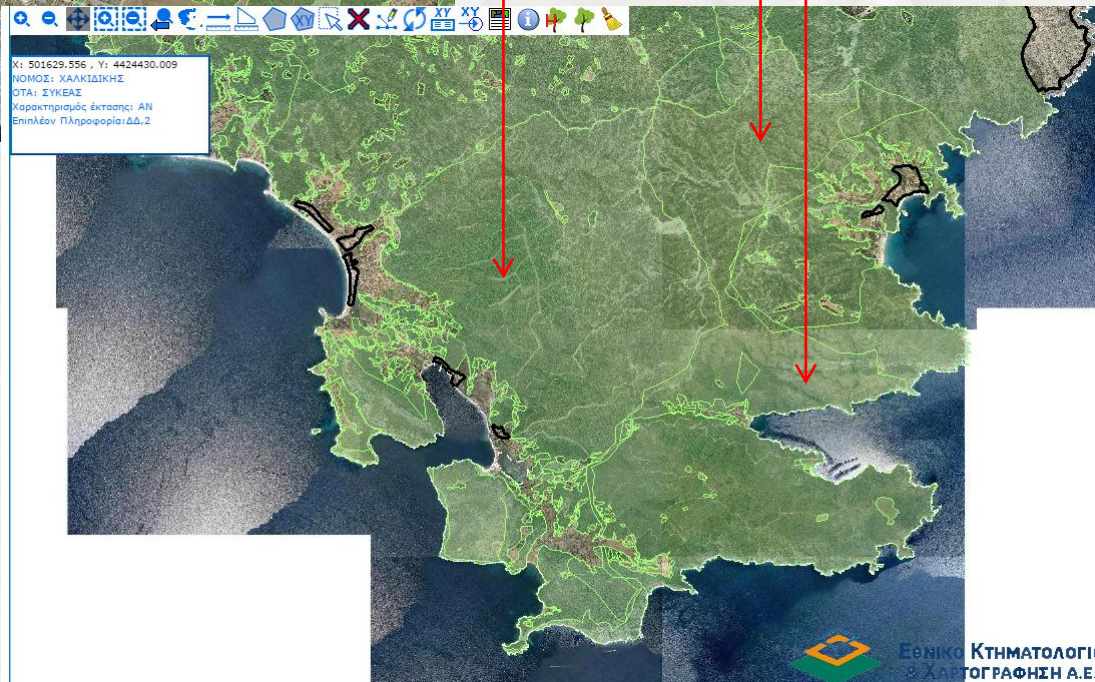 XY
XY
XY
i
H
X: 501629.556 , Y: 4424430.009
ΝΟΜΟΣ: ΧΑΛΚΙΔΙΚΗΣ
ΟΤΑ: ΣΥΚΕΑΣ
Χαρακτηρισμός έκτασης: ΑΝ
Επιπλέον Πληροφορία:ΔΔ,2
ΕΘΝΙΚΟ ΚΤΗΜΑΤΟΛΟΓΙΟ
& ΧΑΡΤΟΓΡΑΦΗΣΗ Α.Ε.